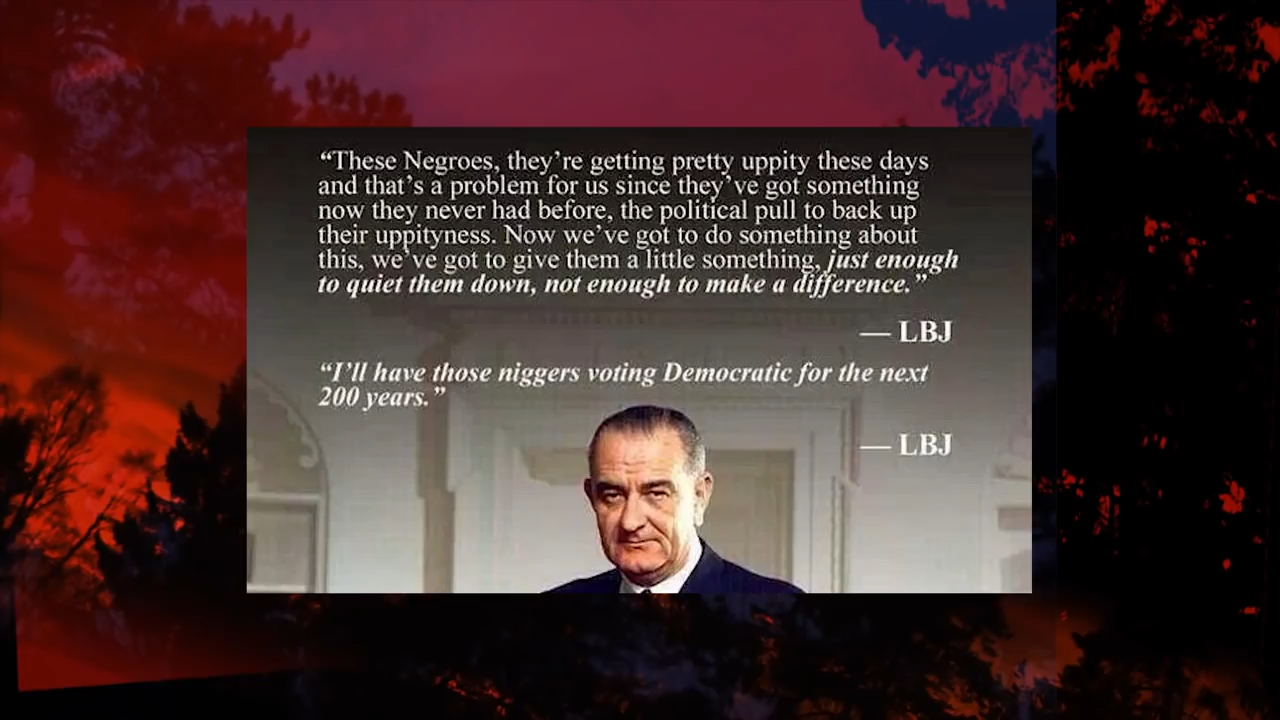 “These Negroes, they’re getting pretty uppity these days
and that’s a problem for us since they’ve got something
now they never had before, the political pull to back up
their uppityness. Now we’ve got to do something about
this, we’ve got to give them a little something, just enough
to quiet them down, not enough to make a difference.”
— LBJ
“I’ll have those niggers voting Democratic for the next
200 years.”
— LBJ